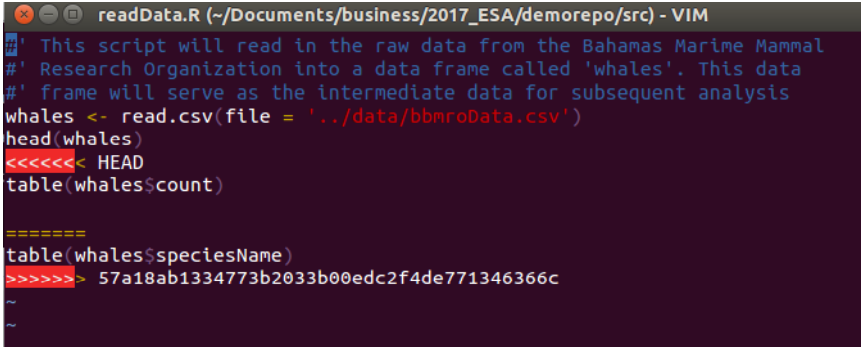 readData.R (~/Documents/business/2017_ESA/demorepo/src) - VIM
#' This script will read in the raw data from the Bahamas Marime Mammal
#' Research Organization into a data frame called 'whales'. This data
#' frame will serve as the intermediate data for subsequent analysis
whales <- read.csv(file = '../data/bbmroData.csv')
head(whales)
<<<<<<< HEAD
table(whales$count)
=======
table(whales$speciesName)
>>>>>>> 57a18ab1334773b2033b00edc2f4de771346366c
~
~